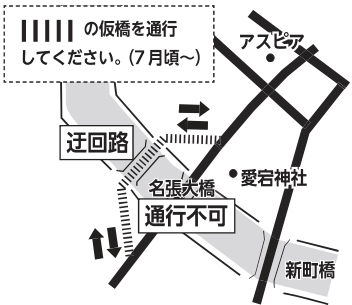 の仮橋を通行
してください。(7月頃～)
アスピア
迂回路
愛宕神社
名張大橋
通行不可
新町橋